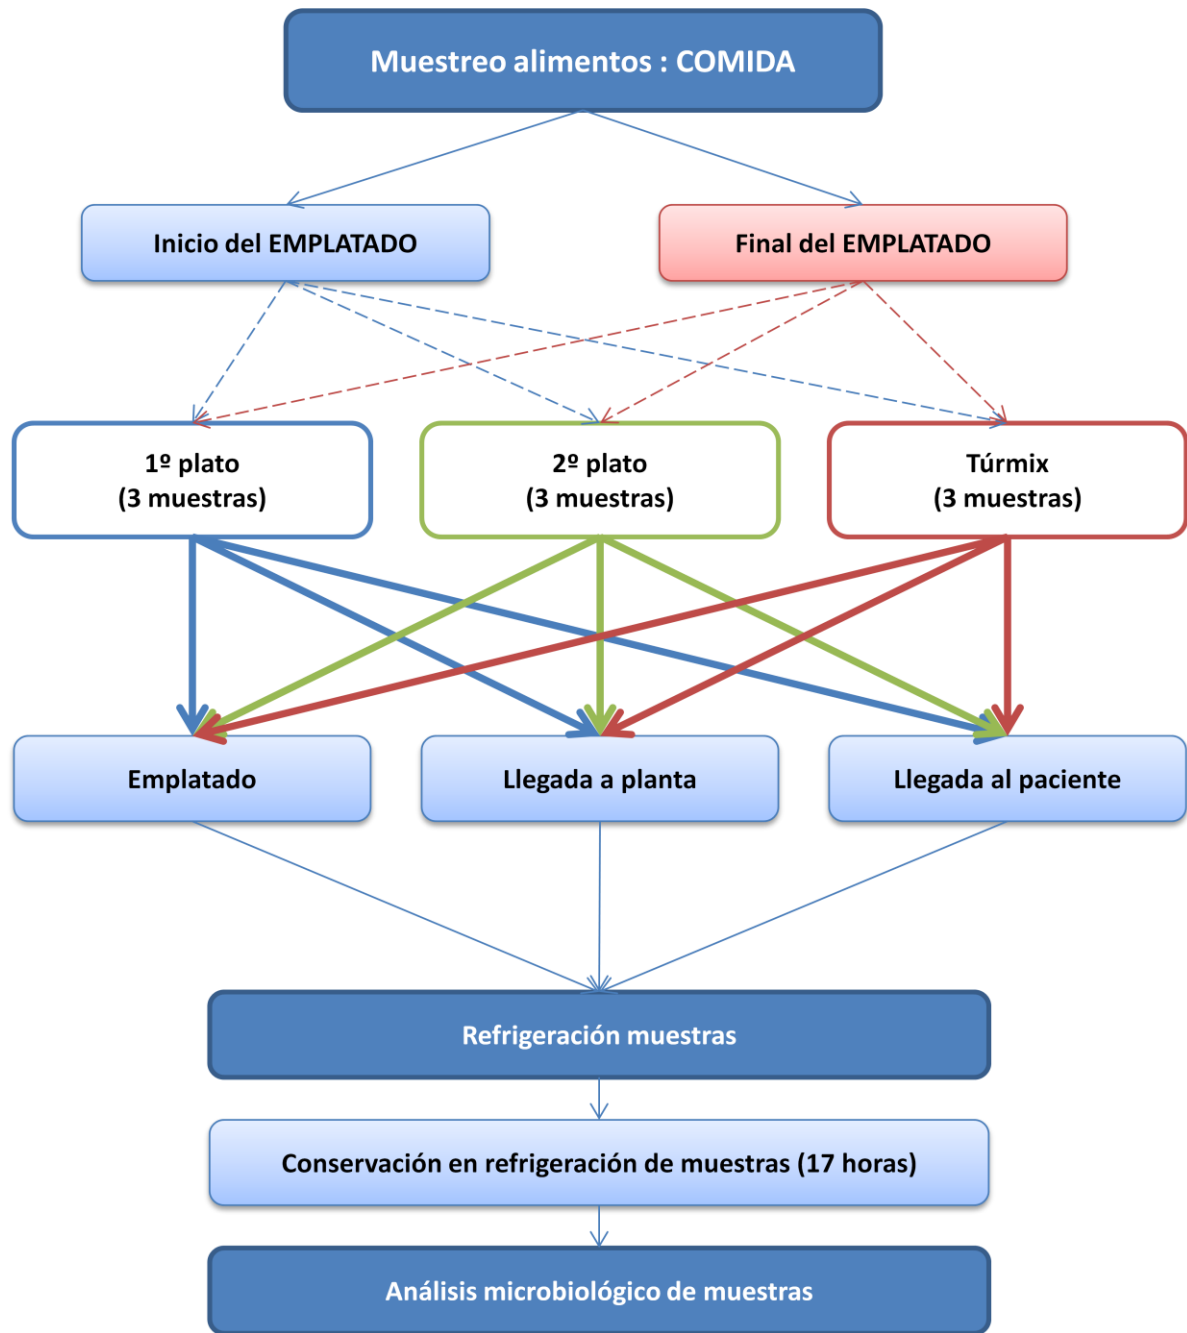 Muestreo alimentos : COMIDA
Inicio del EMPLATADO
Final del EMPLATADO
1º plato
(3 muestras)
2º plato
(3 muestras)
Túrmix
(3 muestras)
Emplatado
Llegada a planta
Llegada al paciente
Refrigeración muestras
Conservación en refrigeración de muestras (17 horas)
Análisis microbiológico de muestras